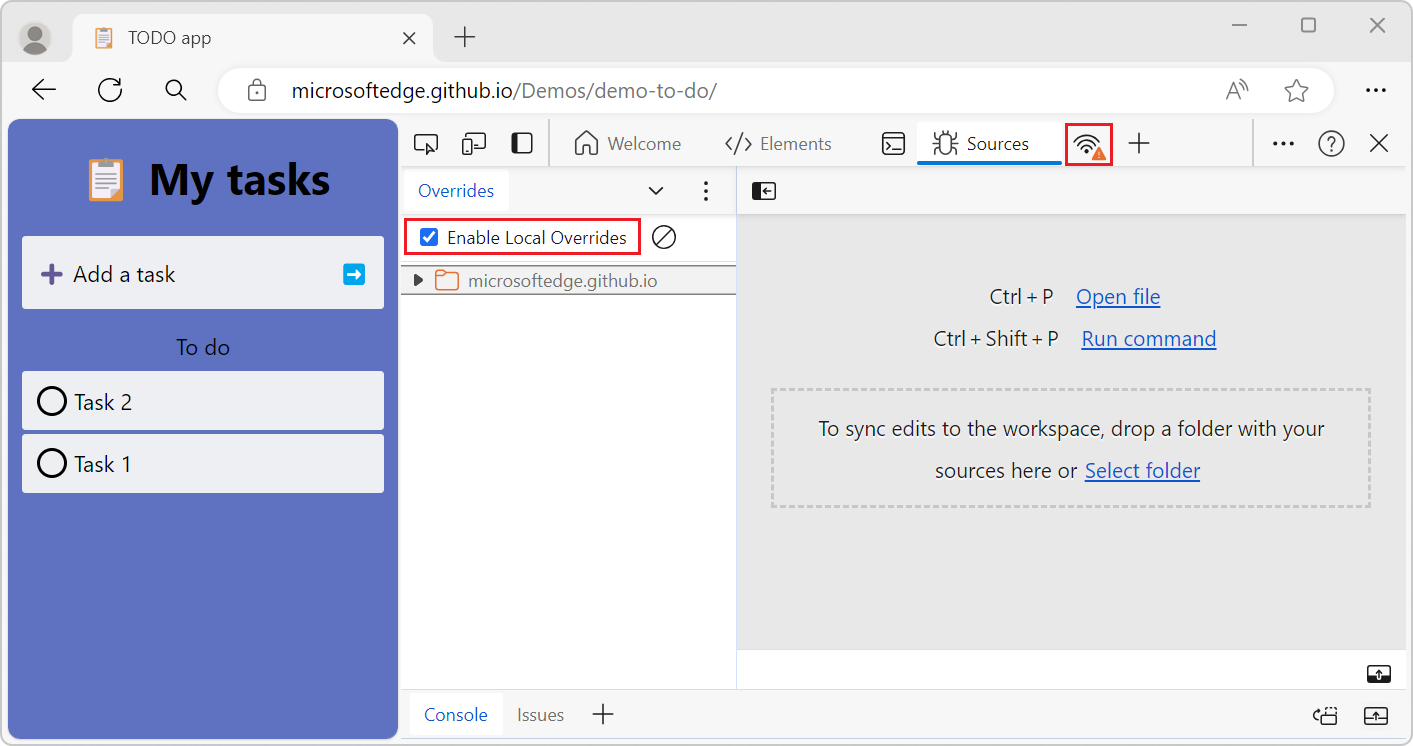 TODO app
microsoftedge.github.io/Demos/demo-to-do/
My tasks
Add a task
To do
Task 2
Task 1
Welcome
Elements
Sources
Overrides
Enable Local Overrides
microsoftedge.github.io
Ctrl + P Open file
Ctrl + Shift + P Run command
To sync edits to the workspace, drop a folder with your
sources here or Select folder
Console
Issues